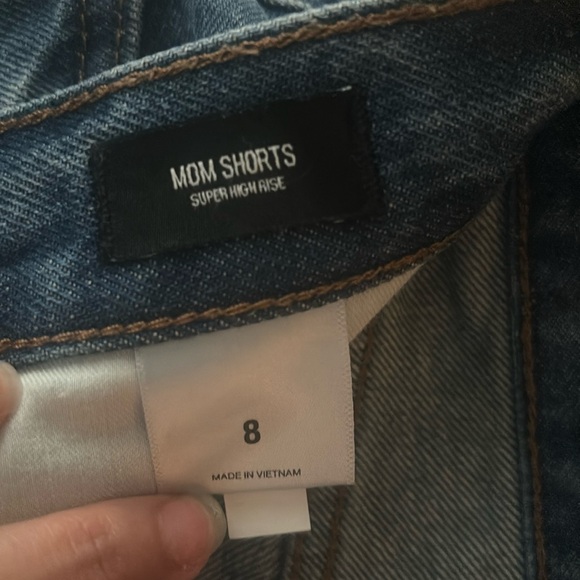 MOM SHORTS
SUPER HIGH RISE
8
MADE IN VIETNAM